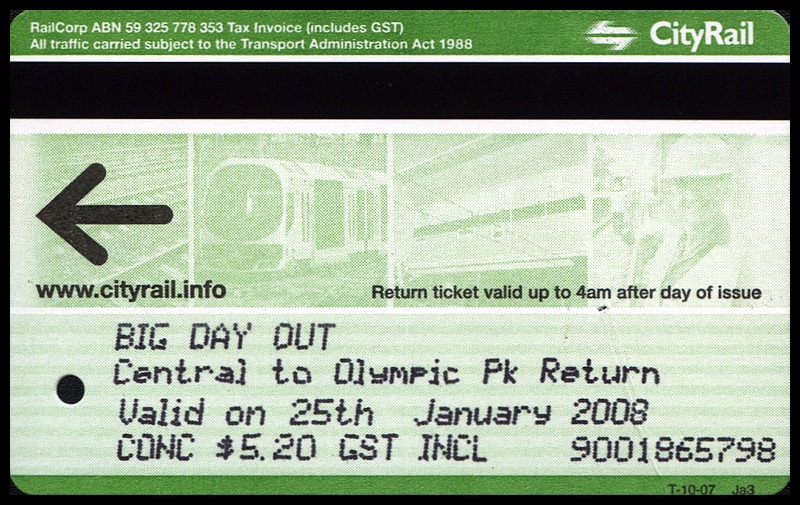 RailCorp ABN 59 325 778 353 Tax Invoice (includes GST)
All traffic carried subject to the Transport Administration Act 1988
CityRail
www.cityrail.info
Return ticket valid up to 4am after day of issue
BIG DAY OUT
Central to Olympic Pk Return
Valid on 25th January 2008
CONC $5.20 GST INCL 9001865798
T-10-07 Ja3